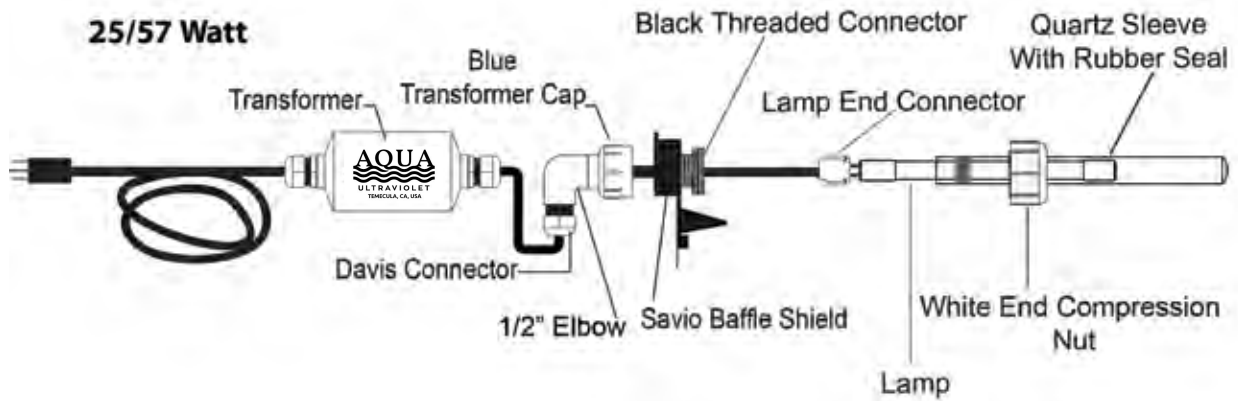 25/57 Watt
Black Threaded Connector
Quartz Sleeve
With Rubber Seal
Blue
Transformer Cap
Transformer
Lamp End Connector
AQUA
ULTRAVIOLET
TEMECULA, CA, USA
Davis Connector
1/2" Elbow
Savio Baffle Shield
White End Compression
Nut
Lamp